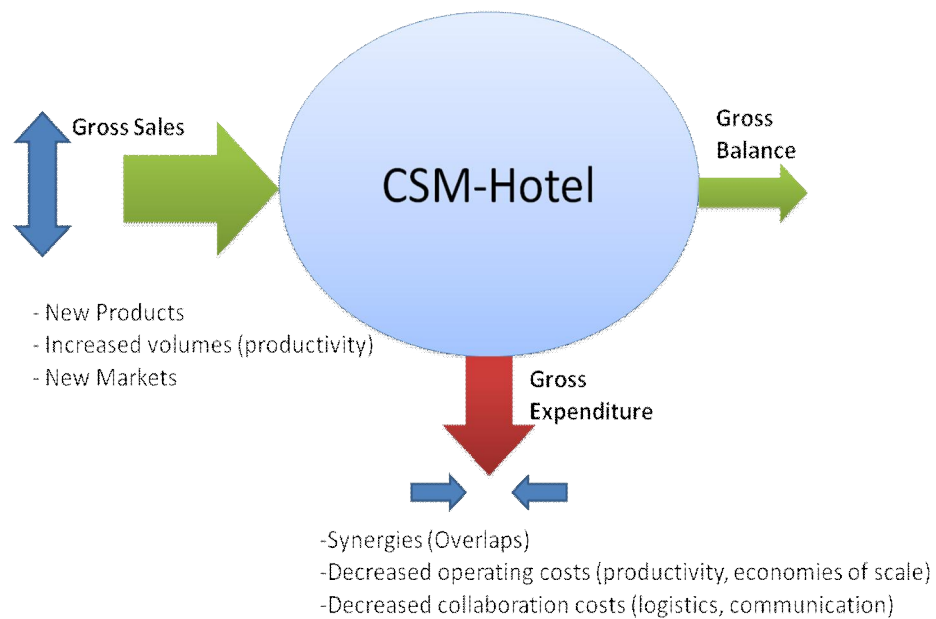 Gross Sales
Gross
Balance
CSM-Hotel
- New Products
- Increased volumes (productivity)
- New Markets
Gross
Expenditure
-Synergies (Overlaps)
-Decreased operating costs (productivity, economies of scale)
-Decreased collaboration costs (logistics, communication)